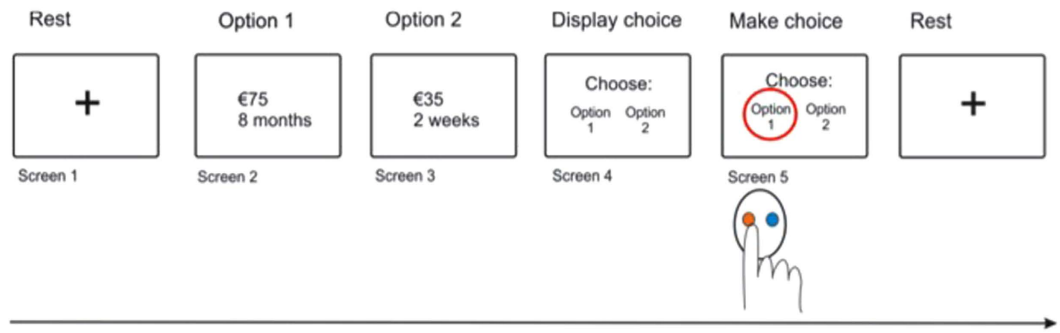 Rest
Option 1
Option 2
Display choice
Make choice
Rest
+
€75
8 months
€35
2 weeks
Choose:
Option Option
1 2
Choose:
Option Option
1 2
+
Screen 1
Screen 2
Screen 3
Screen 4
Screen 5